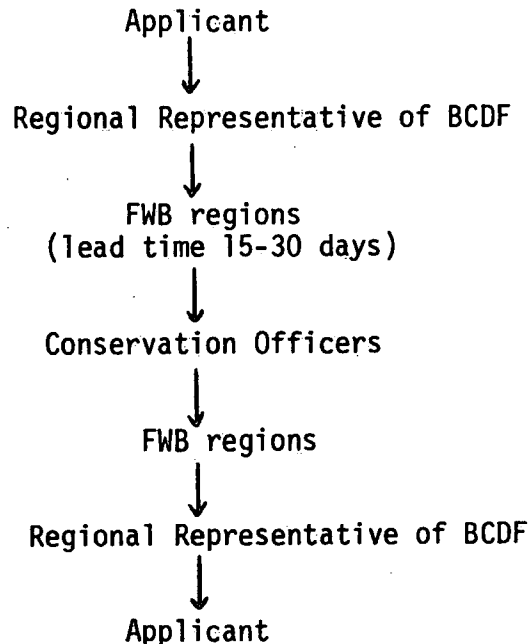 Applicant
Regional Representative of BCDF
FWB regions
(lead time 15-30 days)
Conservation Officers
FWB regions
Regional Representative of BCDF
Applicant